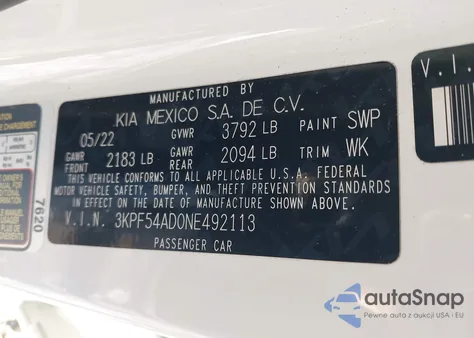 MANUFACTURED BY
KIA MEXICO S.A. DE C.V.
05/22 GVWR 3792 LB PAINT SWP
GAWR FRONT 2183 LB GAWR 2094 LB TRIM WK
THIS VEHICLE CONFORMS TO ALL APPLICABLE U.S.A. FEDERAL
MOTOR VEHICLE SAFETY, BUMPER, AND THEFT PREVENTION STANDARDS
IN EFFECT ON THE DATE OF MANUFACTURE SHOWN ABOVE.
V.I.N. 3KPF54AD0NE492113
PASSENGER CAR
7620
V.I.
autoSnap
Pewne auta z aukcji USA i EU